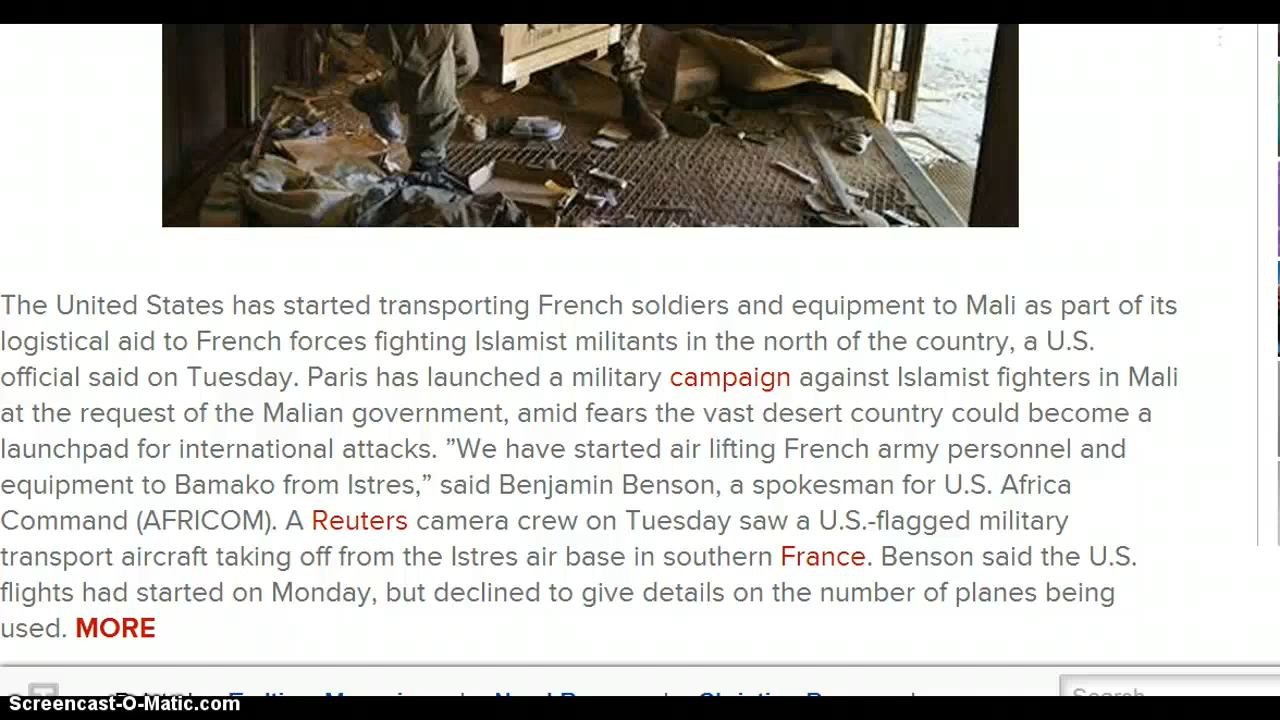 The United States has started transporting French soldiers and equipment to Mali as part of its
logistical aid to French forces fighting Islamist militants in the north of the country, a U.S.
official said on Tuesday. Paris has launched a military campaign against Islamist fighters in Mali
at the request of the Malian government, amid fears the vast desert country could become a
launchpad for international attacks. ”We have started air lifting French army personnel and
equipment to Bamako from Istres,” said Benjamin Benson, a spokesman for U.S. Africa
Command (AFRICOM). A Reuters camera crew on Tuesday saw a U.S.-flagged military
transport aircraft taking off from the Istres air base in southern France. Benson said the U.S.
flights had started on Monday, but declined to give details on the number of planes being
used. MORE
Search
Screencast-O-Matic.com